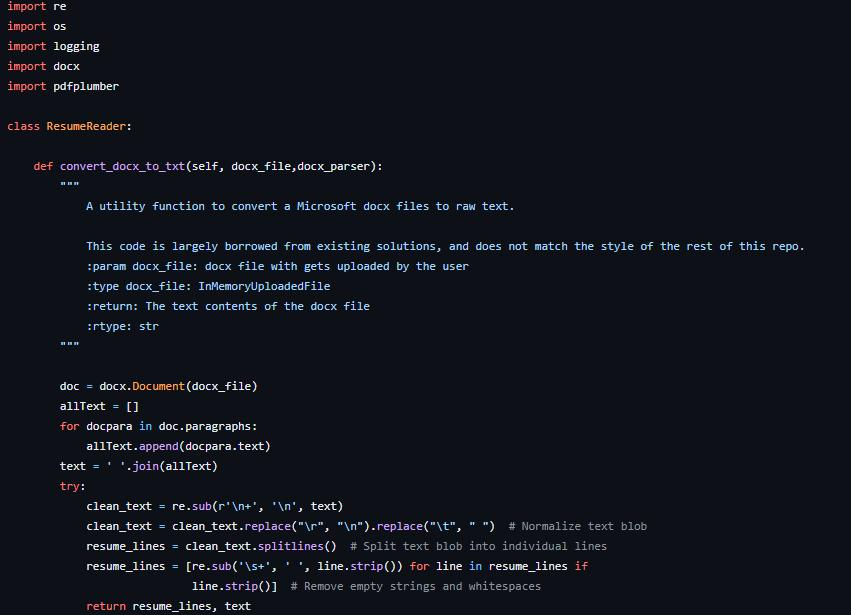 import re
import os
import logging
import docx
import pdfplumber
class ResumeReader:
def convert_docx_to_txt(self, docx_file,docx_parser):
"""
A utility function to convert a Microsoft docx files to raw text.
This code is largely borrowed from existing solutions, and does not match the style of the rest of this repo.
:param docx_file: docx file with gets uploaded by the user
:type docx_file: InMemoryUploadedFile
:return: The text contents of the docx file
:rtype: str
"""
doc = docx.Document(docx_file)
allText = []
for docpara in doc.paragraphs:
allText.append(docpara.text)
text = ' '.join(allText)
try:
clean_text = re.sub(r'\n+', '\n', text)
clean_text = clean_text.replace("\r", "\n").replace("\t", " ")  # Normalize text blob
resume_lines = clean_text.splitlines()  # Split text blob into individual lines
resume_lines = [re.sub('\s+', ' ', line.strip()) for line in resume_lines if
line.strip()]  # Remove empty strings and whitespaces
return resume_lines, text